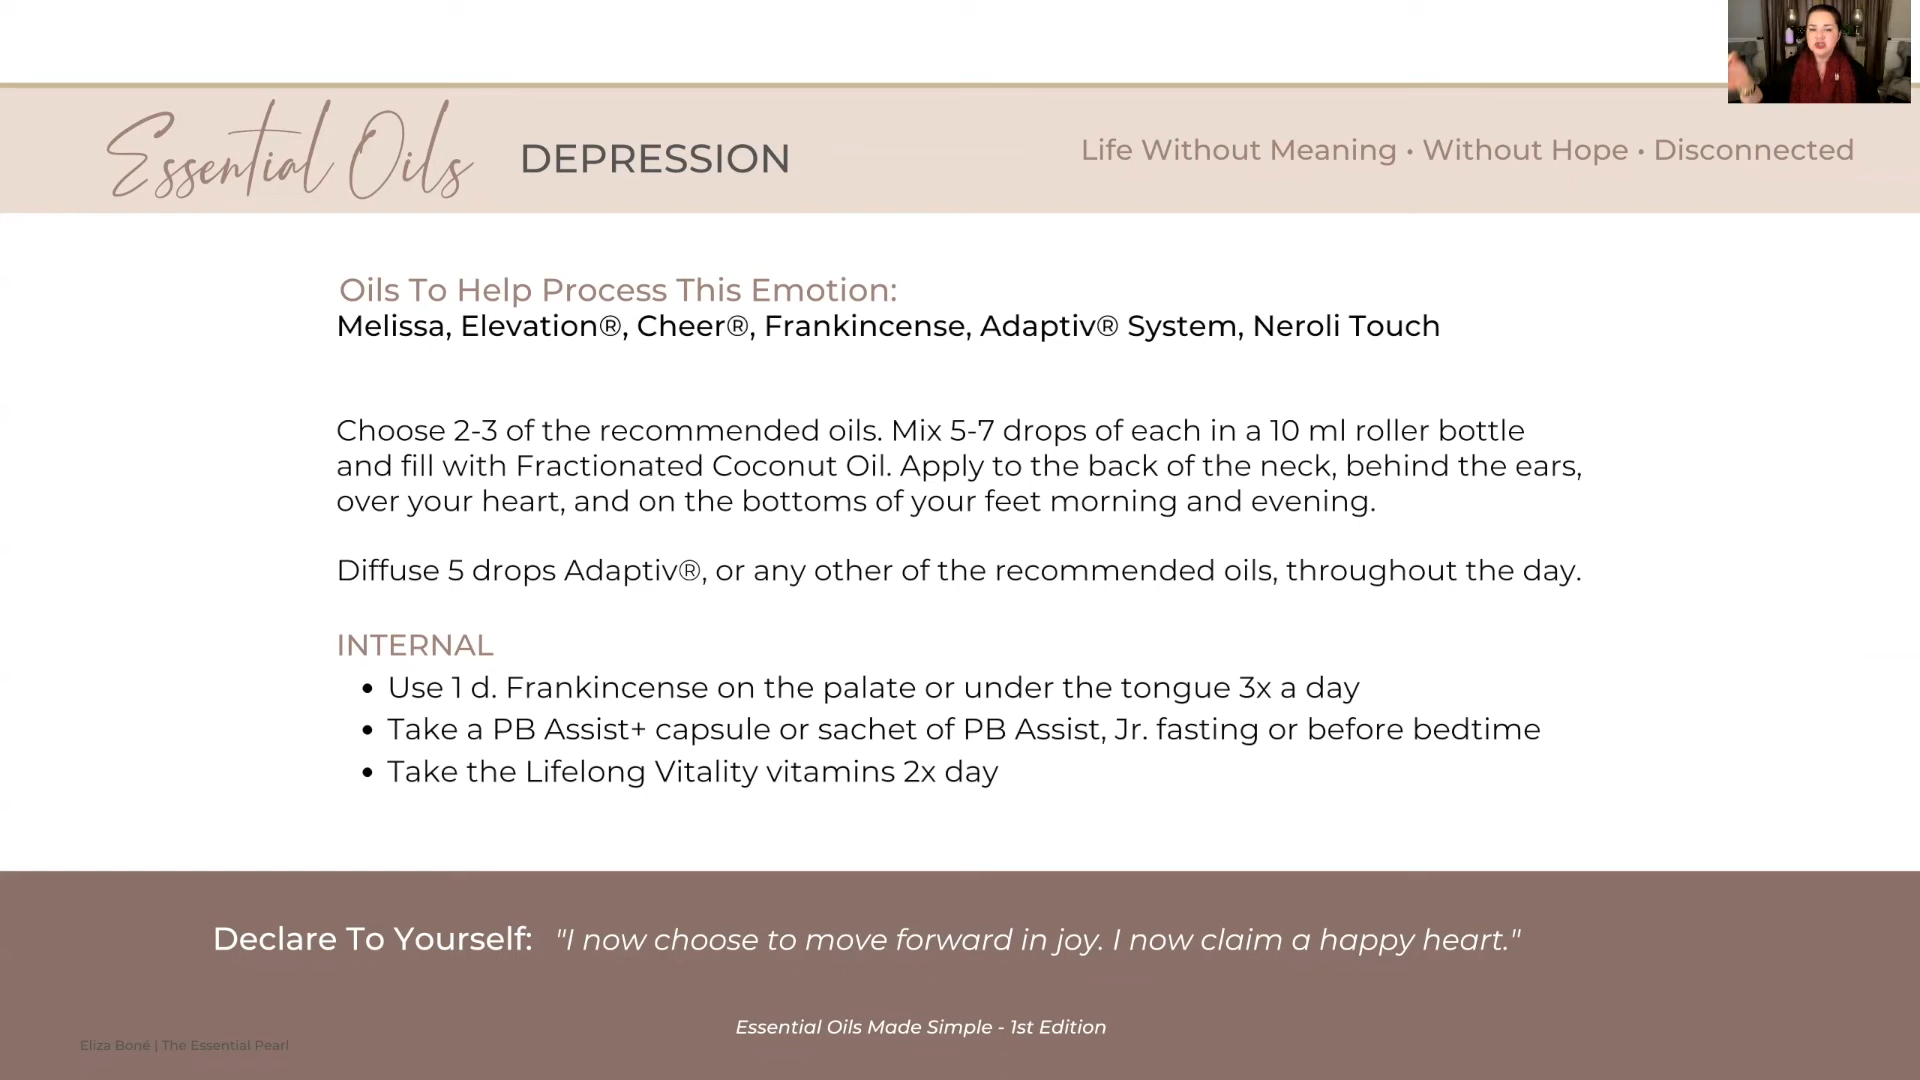 Essential Oils DEPRESSION Life Without Meaning • Without Hope • Disconnected
Oils To Help Process This Emotion:
Melissa, Elevation®, Cheer®, Frankincense, Adaptiv® System, Neroli Touch
Choose 2-3 of the recommended oils. Mix 5-7 drops of each in a 10 ml roller bottle
and fill with Fractionated Coconut Oil. Apply to the back of the neck, behind the ears,
over your heart, and on the bottoms of your feet morning and evening.
Diffuse 5 drops Adaptiv®, or any other of the recommended oils, throughout the day.
INTERNAL
• Use 1 d. Frankincense on the palate or under the tongue 3x a day
• Take a PB Assist+ capsule or sachet of PB Assist, Jr. fasting or before bedtime
• Take the Lifelong Vitality vitamins 2x day
Declare To Yourself: "I now choose to move forward in joy. I now claim a happy heart."
Essential Oils Made Simple - 1st Edition
Eliza Boné | The Essential Pearl